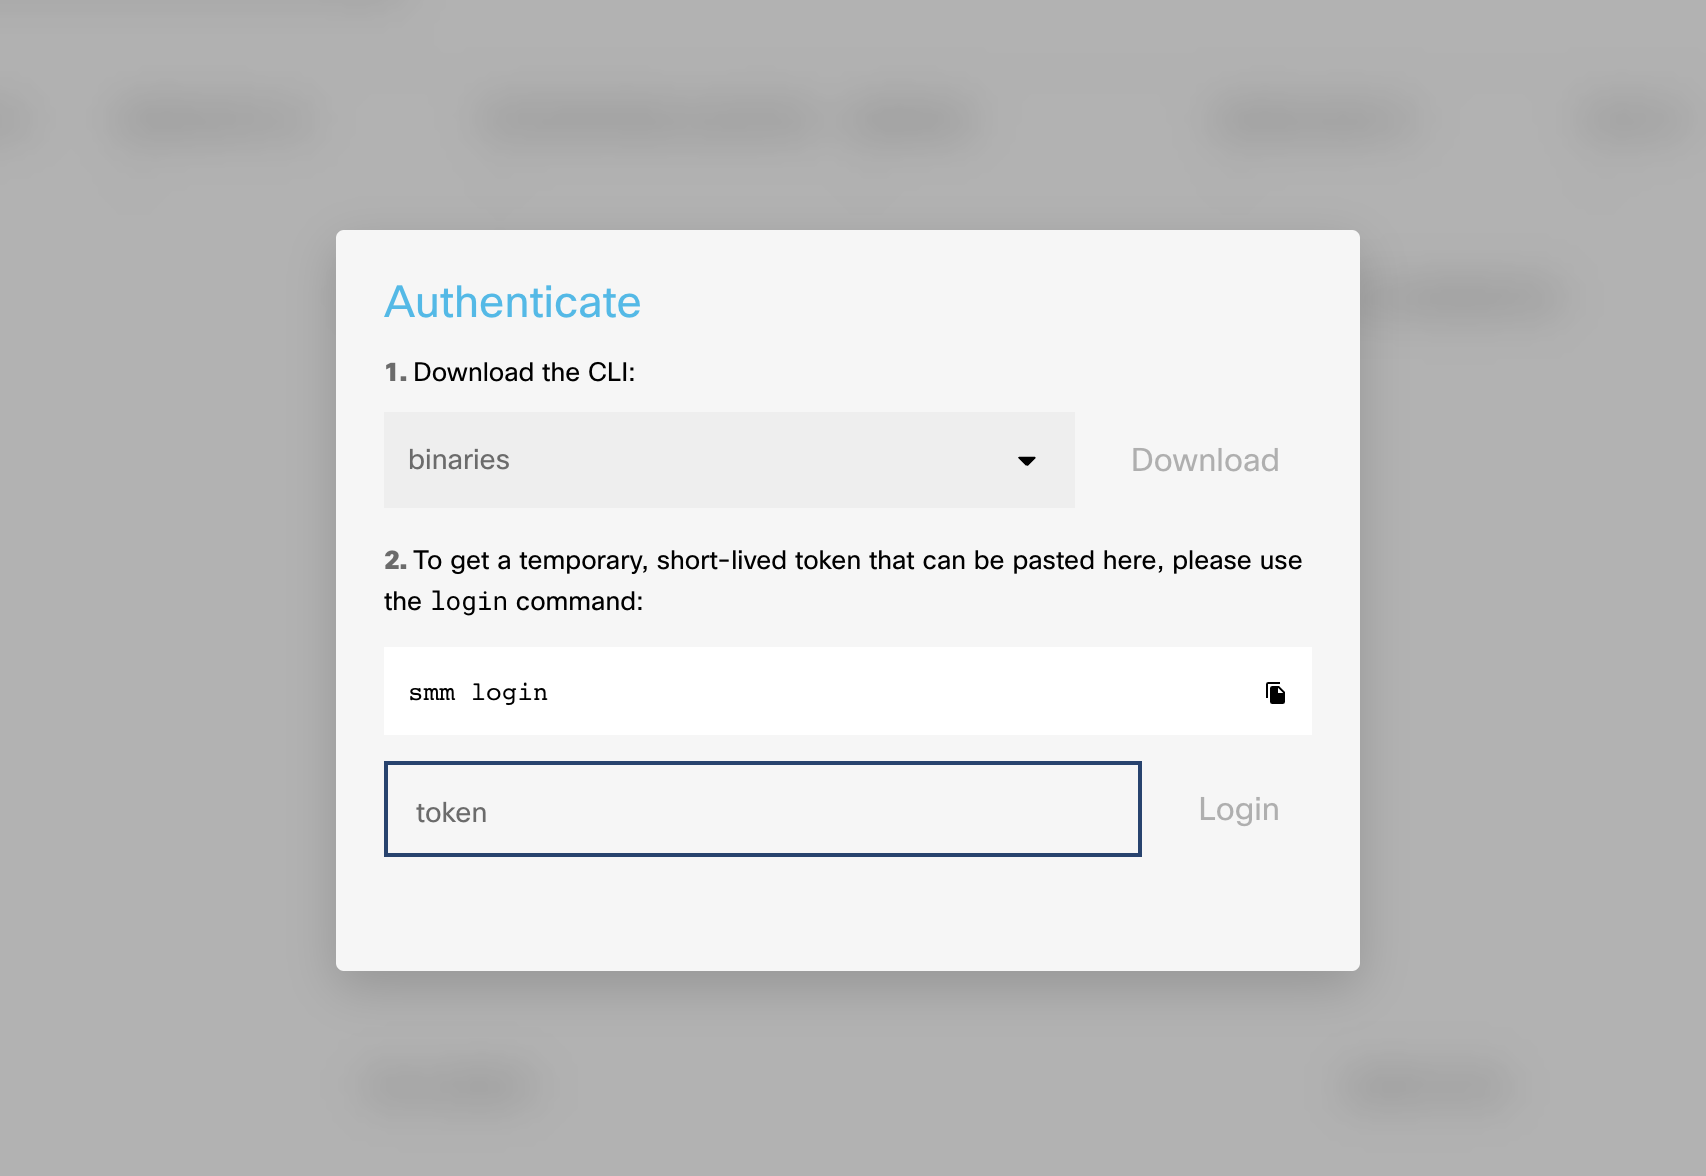 Authenticate
1. Download the CLI:
binaries
Download
2. To get a temporary, short-lived token that can be pasted here, please use
the login command:
smm login
token
Login